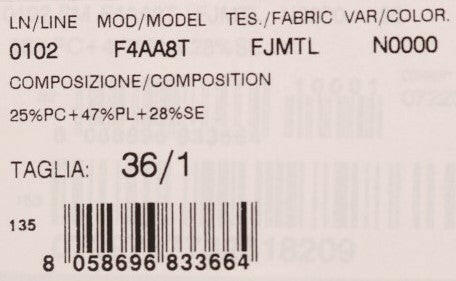 LN/LINE MOD/MODEL TES./FABRIC VAR/COLOR.
0102 F4AA8T FJMTL N0000
COMPOSIZIONE/COMPOSITION
25%PC+47%PL+28%SE
TAGLIA: 36/1
135
8 058696 833664
18209